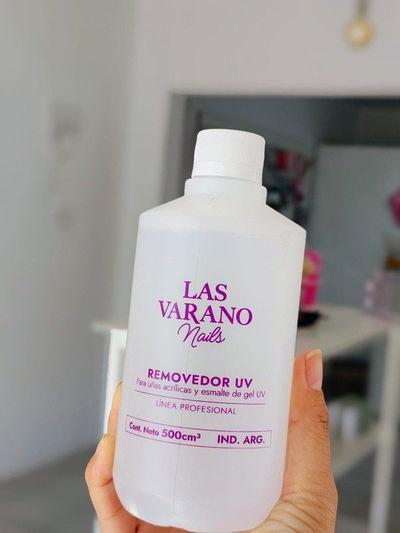 LAS
VARANO
Nails
REMOVEDOR UV
Para uñas acrílicas y esmalte de gel UV
LÍNEA PROFESIONAL
Cont. Neto 500cm³ IND. ARG.